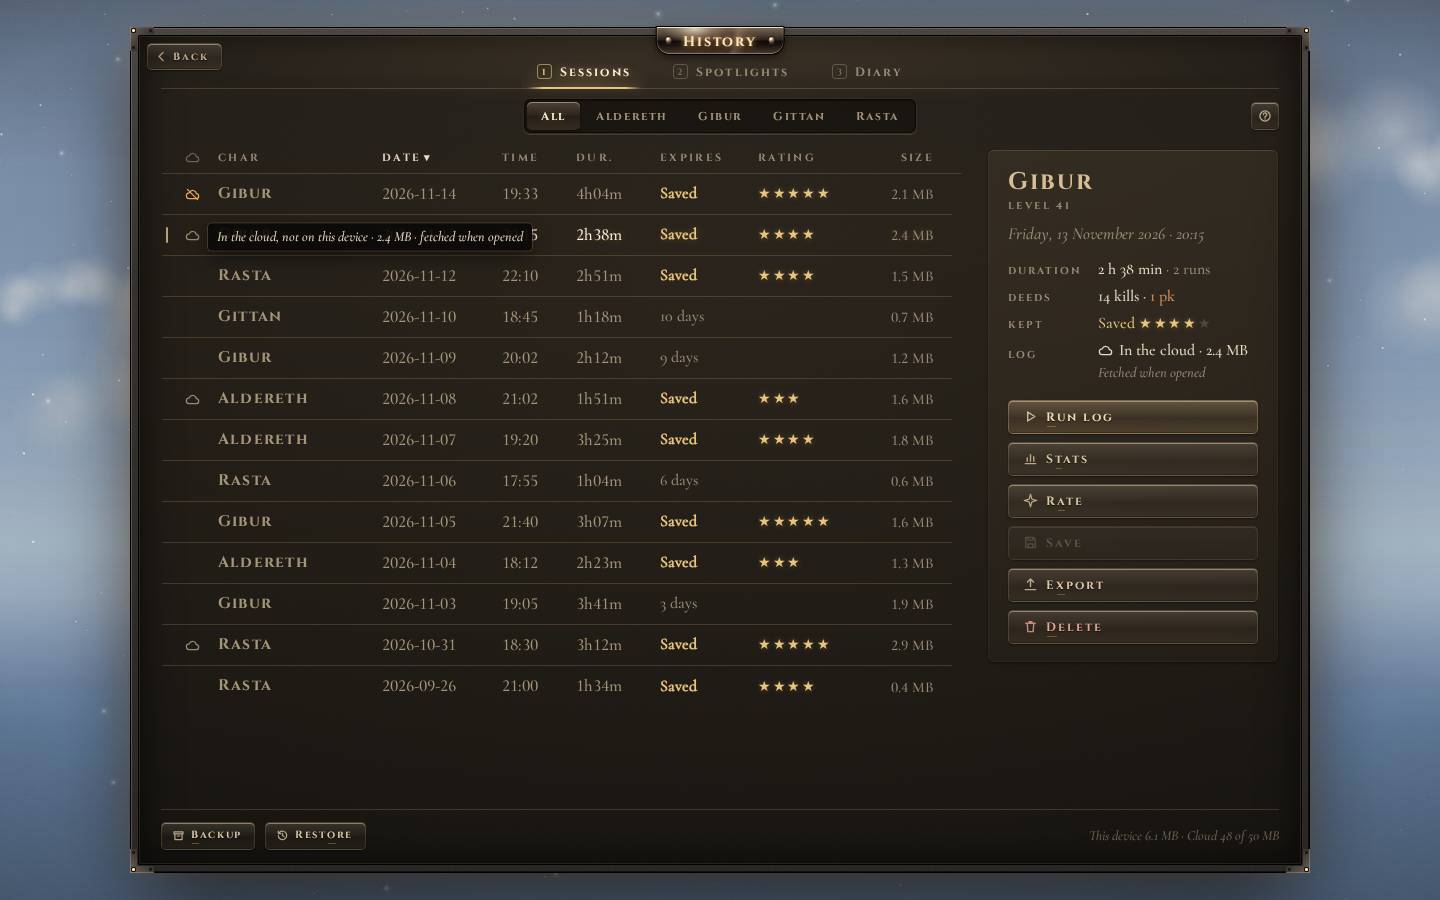 History
Back
1 Sessions 2 Spotlights 3 Diary
All Aldereth Gibur Gittan Rasta
CHAR DATE ▾ TIME DUR. EXPIRES RATING SIZE
Gibur 2026-11-14 19:33 4h04m Saved ★★★★★ 2.1 MB
In the cloud, not on this device · 2.4 MB · fetched when opened 5 2h38m Saved ★★★★ 2.4 MB
Rasta 2026-11-12 22:10 2h51m Saved ★★★★ 1.5 MB
Gittan 2026-11-10 18:45 1h18m 10 days 0.7 MB
Gibur 2026-11-09 20:02 2h12m 9 days 1.2 MB
Aldereth 2026-11-08 21:02 1h51m Saved ★★★ 1.6 MB
Aldereth 2026-11-07 19:20 3h25m Saved ★★★★ 1.8 MB
Rasta 2026-11-06 17:55 1h04m 6 days 0.6 MB
Gibur 2026-11-05 21:40 3h07m Saved ★★★★★ 1.6 MB
Aldereth 2026-11-04 18:12 2h23m Saved ★★★ 1.3 MB
Gibur 2026-11-03 19:05 3h41m 3 days 1.9 MB
Rasta 2026-10-31 18:30 3h12m Saved ★★★★★ 2.9 MB
Rasta 2026-09-26 21:00 1h34m Saved ★★★★ 0.4 MB
Gibur
LEVEL 41
Friday, 13 November 2026 · 20:15
DURATION 2 h 38 min · 2 runs
DEEDS 14 kills · 1 pk
KEPT Saved ★★★★★
LOG In the cloud · 2.4 MB
Fetched when opened
Run log
Stats
Rate
Save
Export
Delete
Backup Restore
This device 6.1 MB · Cloud 48 of 50 MB